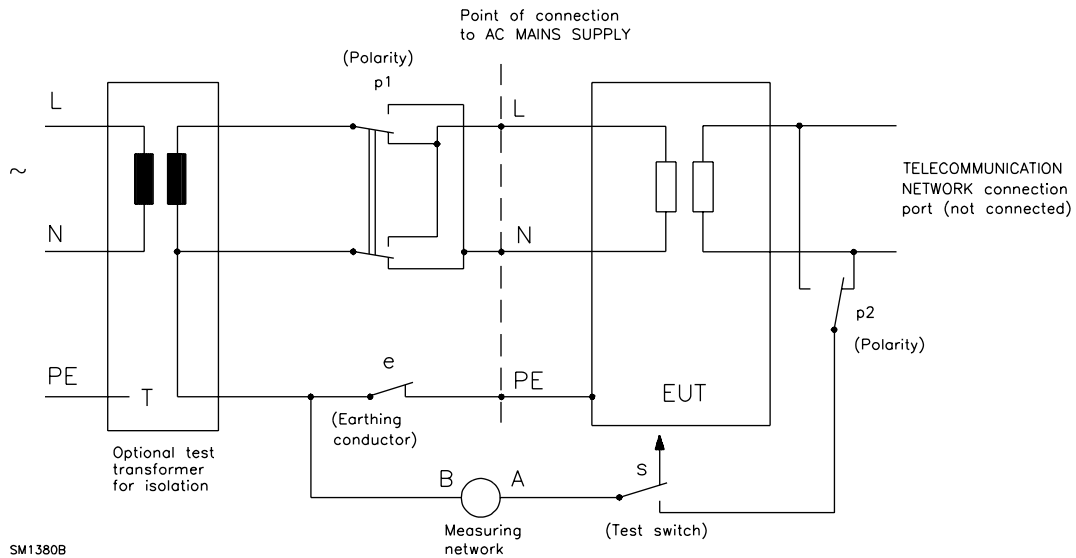 Point of connection
to AC MAINS SUPPLY
(Polarity)
p1
L
L
~
TELECOMMUNICATION
NETWORK connection
port (not connected)
N
N
p2
(Polarity)
e
PE
PE
T
EUT
(Earthing
conductor)
Optional test
transformer
for isolation
B
A
s
Measuring
network
(Test switch)
SM1380B